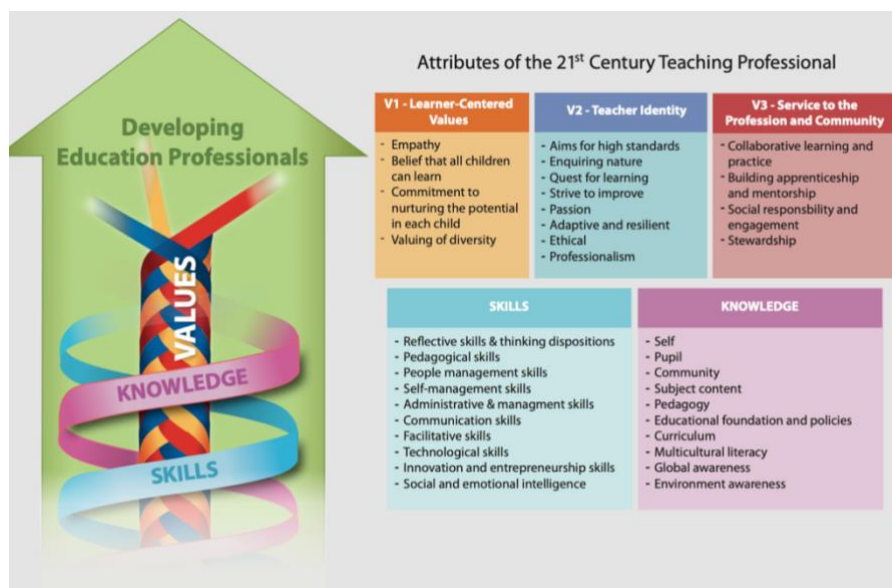 Attributes of the 21st Century Teaching Professional
Developing
Education Professionals
VALUES
KNOWLEDGE
SKILLS
V1 - Learner-Centered
Values
- Empathy
- Belief that all children
can learn
- Commitment to
nurturing the potential
in each child
- Valuing of diversity
V2 - Teacher Identity
- Aims for high standards
- Enquiring nature
- Quest for learning
- Strive to improve
- Passion
- Adaptive and resilient
- Ethical
- Professionalism
V3 - Service to the
Profession and Community
- Collaborative learning and
practice
- Building apprenticeship
and mentorship
- Social responsbility and
engagement
- Stewardship
SKILLS
- Reflective skills & thinking dispositions
- Pedagogical skills
- People management skills
- Self-management skills
- Administrative & managment skills
- Communication skills
- Facilitative skills
- Technological skills
- Innovation and entrepreneurship skills
- Social and emotional intelligence
KNOWLEDGE
- Self
- Pupil
- Community
- Subject content
- Pedagogy
- Educational foundation and policies
- Curriculum
- Multicultural literacy
- Global awareness
- Environment awareness